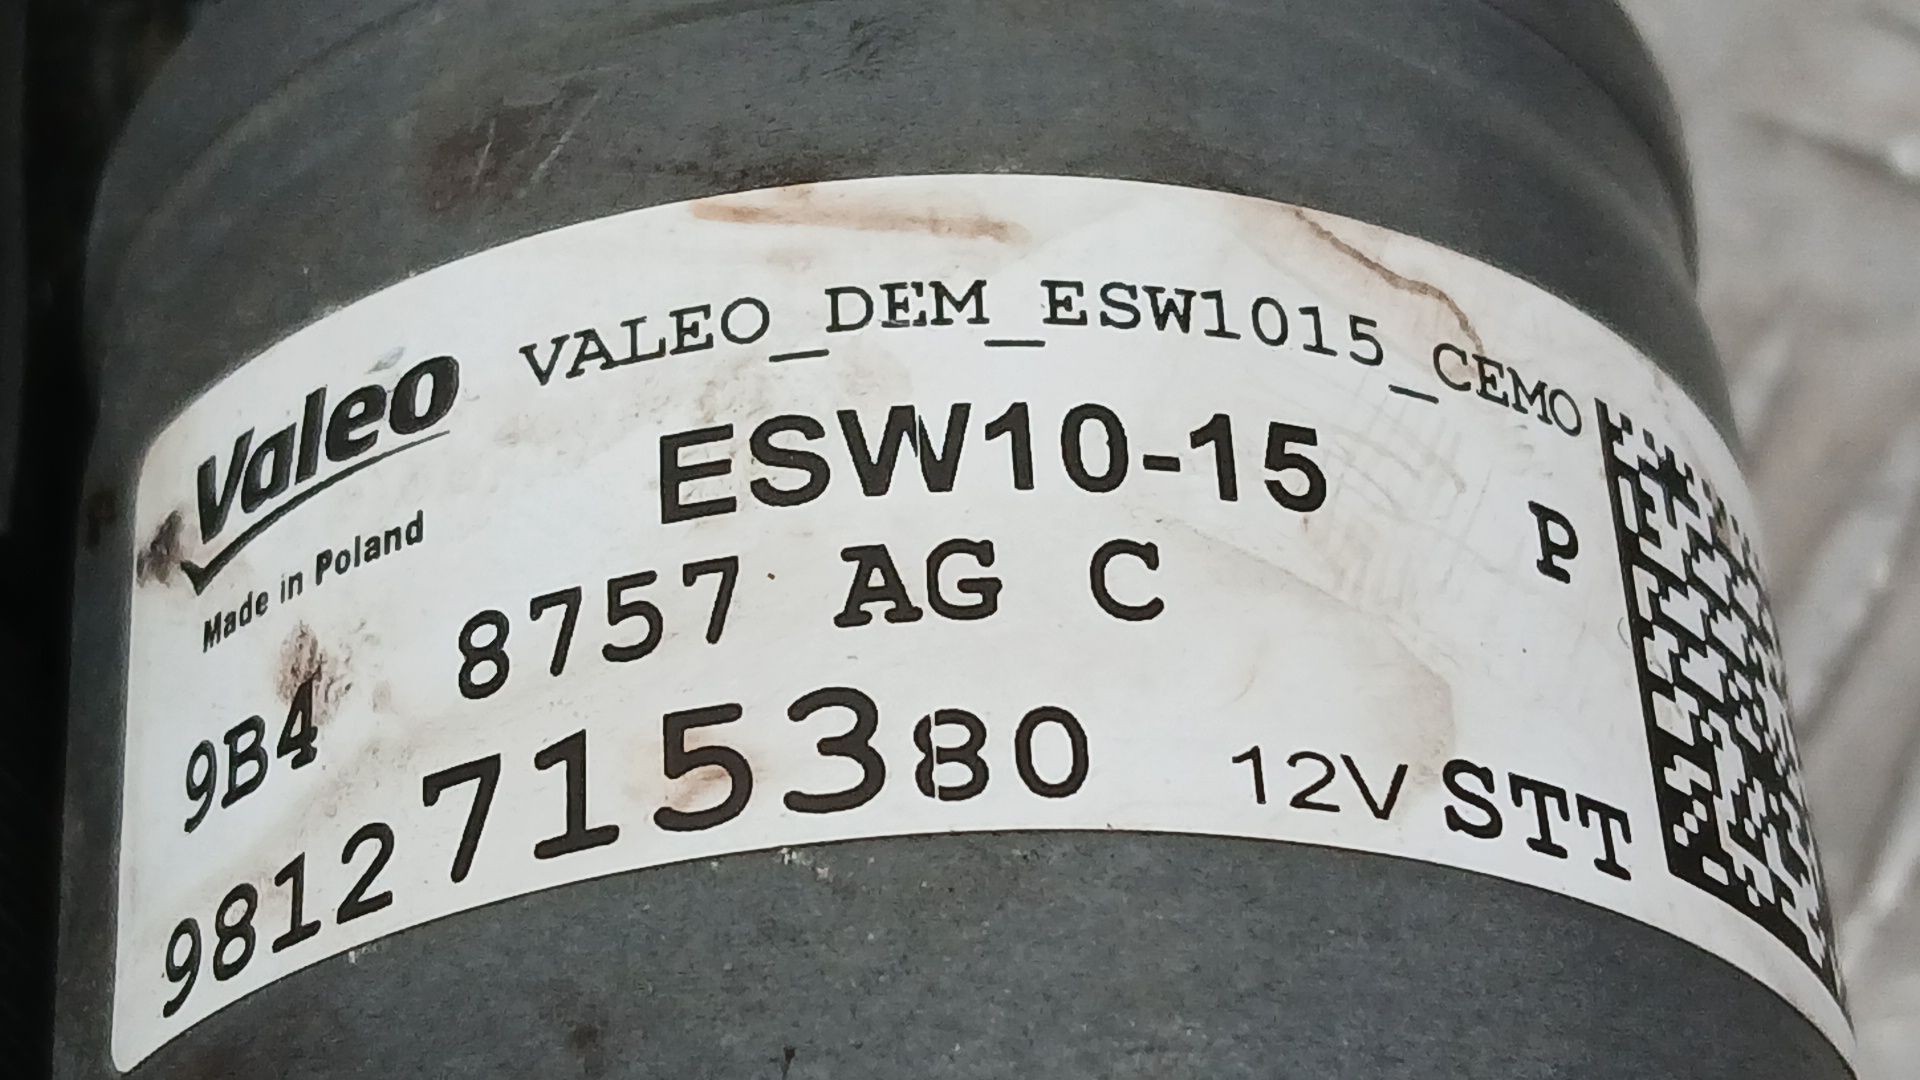 VALEO_DEM_ESW1015_CEMO
Valeo
ESW10-15
Made in Poland
P
9B4 8757 AG C
9812715380 12V STT